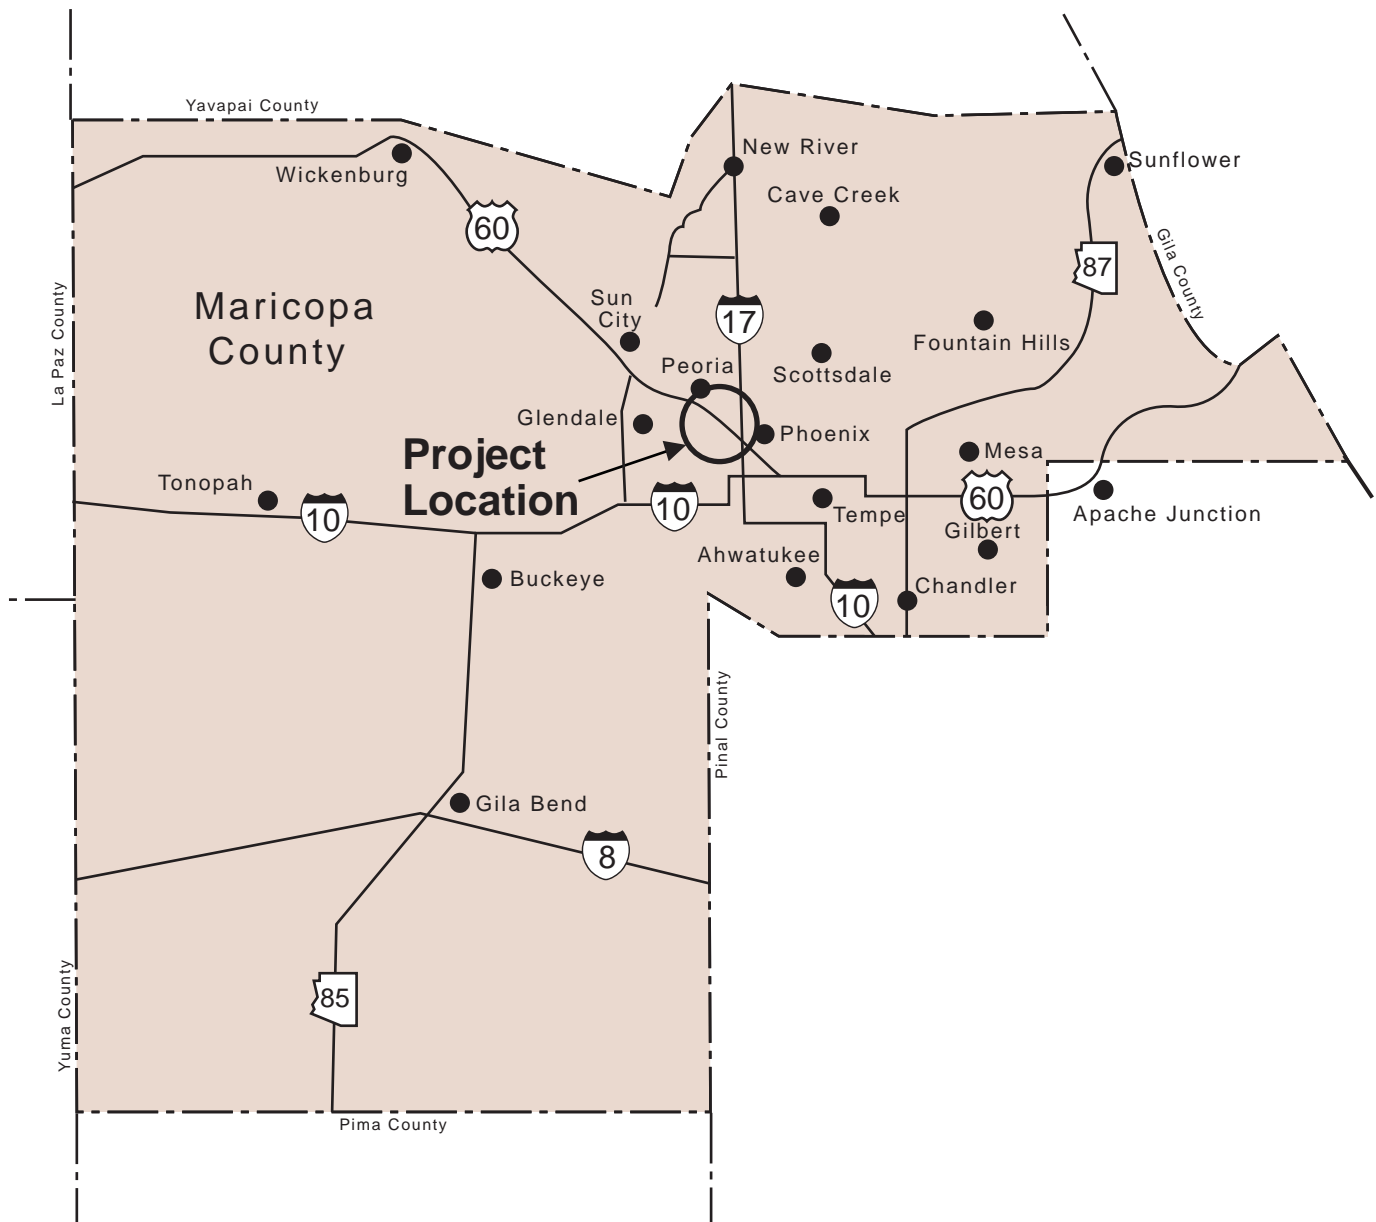 Yavapai County
New River
Sunflower
Wickenburg
Cave Creek
60
Gila County
87
La Paz County
Maricopa
County
Sun
City
17
Fountain Hills
Peoria
Scottsdale
Glendale
Phoenix
Project
Location
Mesa
Tonopah
10
10
60
Tempe
Apache Junction
Gilbert
Ahwatukee
Buckeye
10
Chandler
Pinal County
Gila Bend
8
Yuma County
85
Pima County